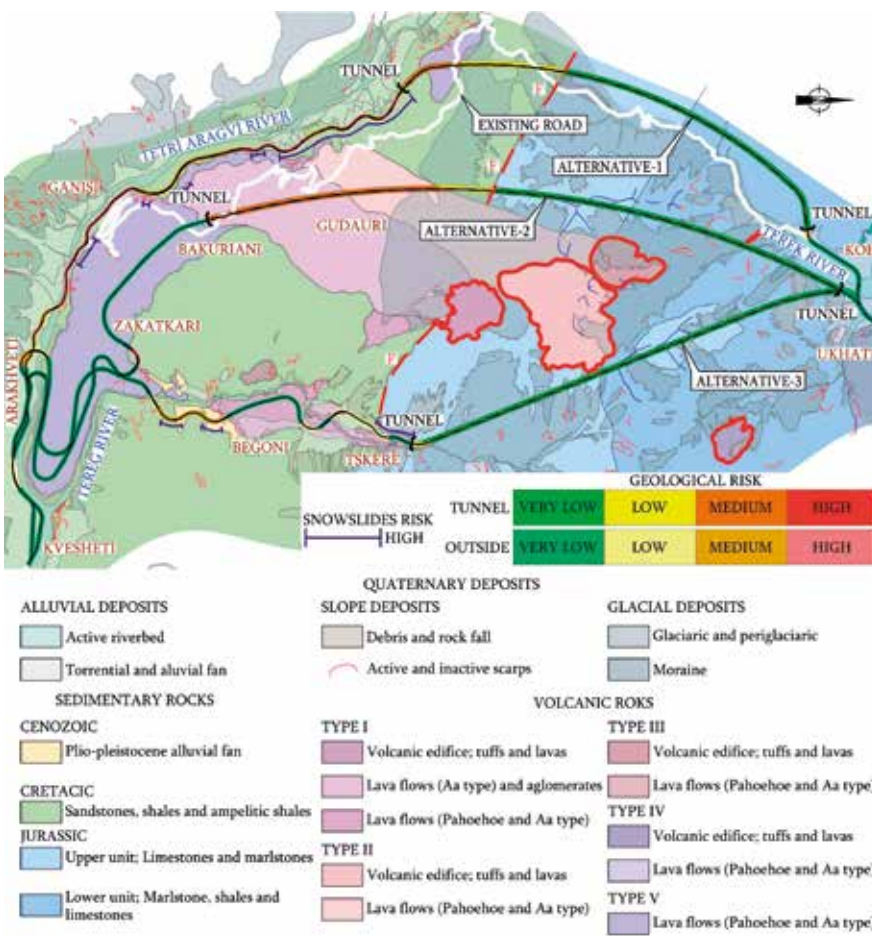 TUNNEL
TETRI ARAGVI RIVER
EXISTING ROAD
F
ALTERNATIVE-1
GANISI
TUNNEL
F
TUNNEL
GUDAURI
ALTERNATIVE-2
BAKURIANI
TEREK RIVER
KOB
ZAKATKARI
TUNNEL
UKHATI
F
ARAKHVETI
ALTERNATIVE-3
TUNNEL
TEREG RIVER
BEGONI
TSKERE
KVESHETI
GEOLOGICAL RISK
SNOWSLIDES RISK
HIGH
TUNNEL VERY LOW LOW MEDIUM HIGH
OUTSIDE VERY LOW LOW MEDIUM HIGH
QUATERNARY DEPOSITS
ALLUVIAL DEPOSITS
Active riverbed
Torrential and aluvial fan
SLOPE DEPOSITS
Debris and rock fall
Active and inactive scarps
GLACIAL DEPOSITS
Glaciaric and periglaciaric
Moraine
SEDIMENTARY ROCKS
CENOZOIC
Plio-pleistocene alluvial fan
CRETACIC
Sandstones, shales and ampelitic shales
JURASSIC
Upper unit; Limestones and marlstones
Lower unit; Marlstone, shales and
limestones
VOLCANIC ROKS
TYPE I
Volcanic edifice; tuffs and lavas
Lava flows (Aa type) and aglomerates
Lava flows (Pahoehoe and Aa type)
TYPE II
Volcanic edifice; tuffs and lavas
Lava flows (Pahoehoe and Aa type)
TYPE III
Volcanic edifice; tuffs and lavas
Lava flows (Pahoehoe and Aa type)
TYPE IV
Volcanic edifice; tuffs and lavas
Lava flows (Pahoehoe and Aa type)
TYPE V
Lava flows (Pahoehoe and Aa type)